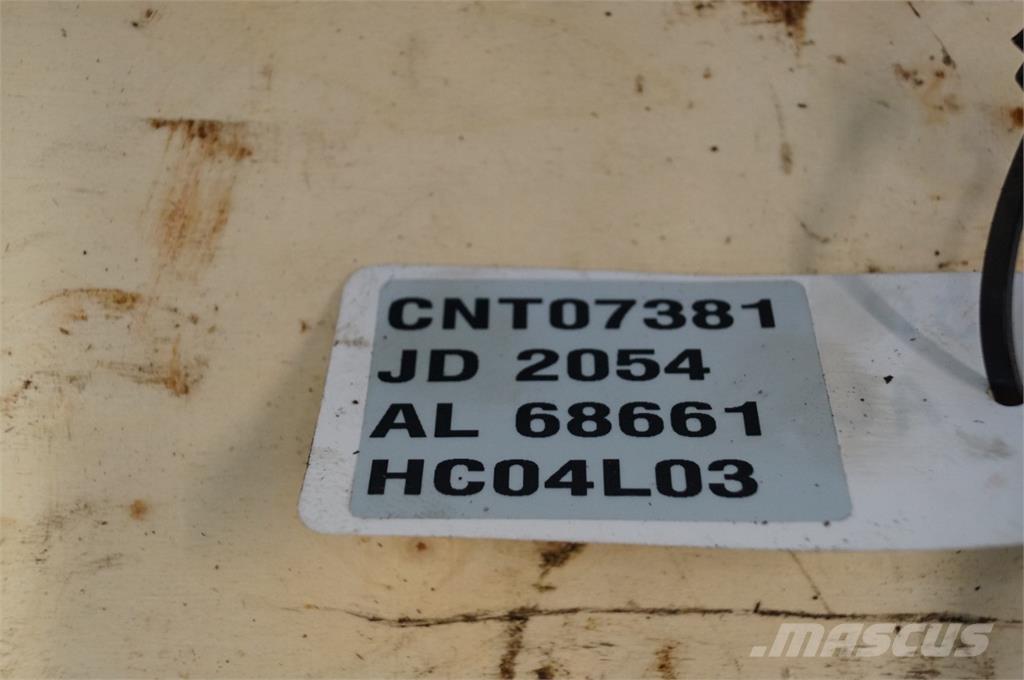 CNT07381
JD 2054
AL 68661
HC04L03
MASCUS